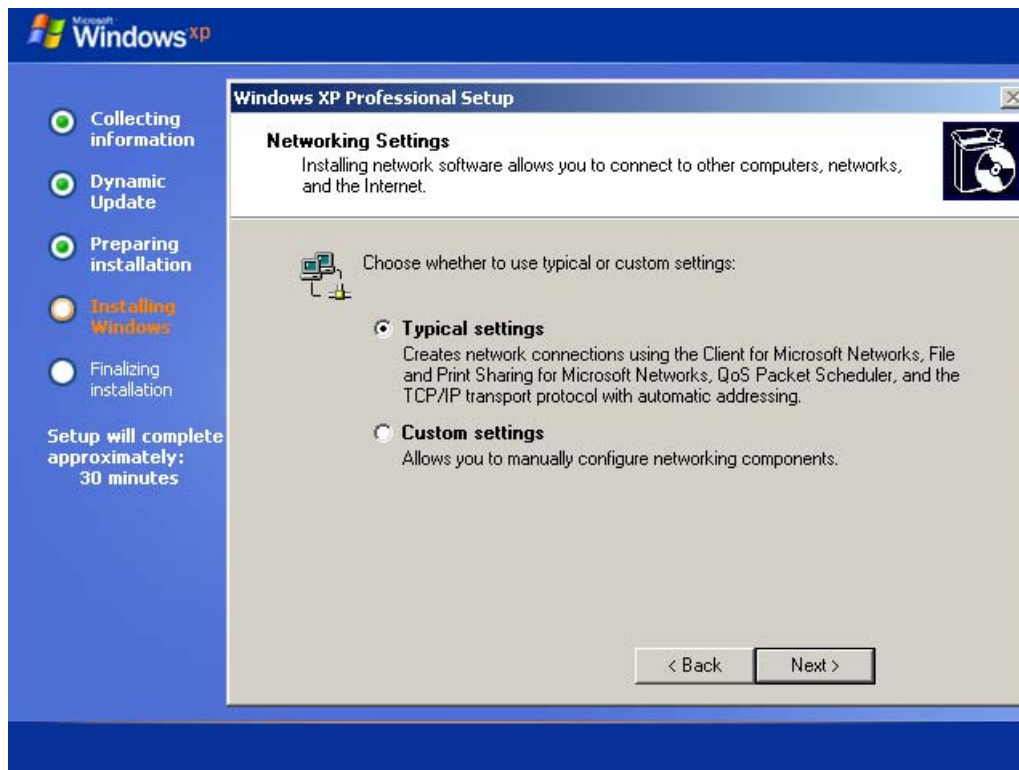 Microsoft
Windows xp
Collecting
information
Dynamic
Update
Preparing
installation
Installing
Windows
Finalizing
installation
Setup will complete
approximately:
30 minutes
Windows XP Professional Setup
Networking Settings
Installing network software allows you to connect to other computers, networks,
and the Internet.
Choose whether to use typical or custom settings:
Typical settings
Creates network connections using the Client for Microsoft Networks, File
and Print Sharing for Microsoft Networks, QoS Packet Scheduler, and the
TCP/IP transport protocol with automatic addressing.
Custom settings
Allows you to manually configure networking components.
< Back
Next >